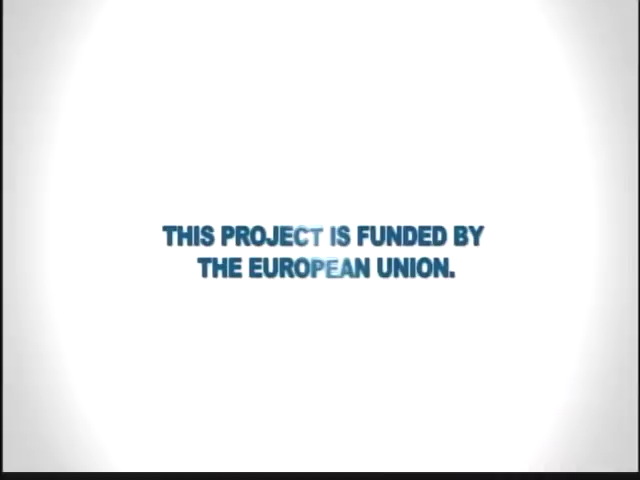 THIS PROJECT IS FUNDED BY
THE EUROPEAN UNION.